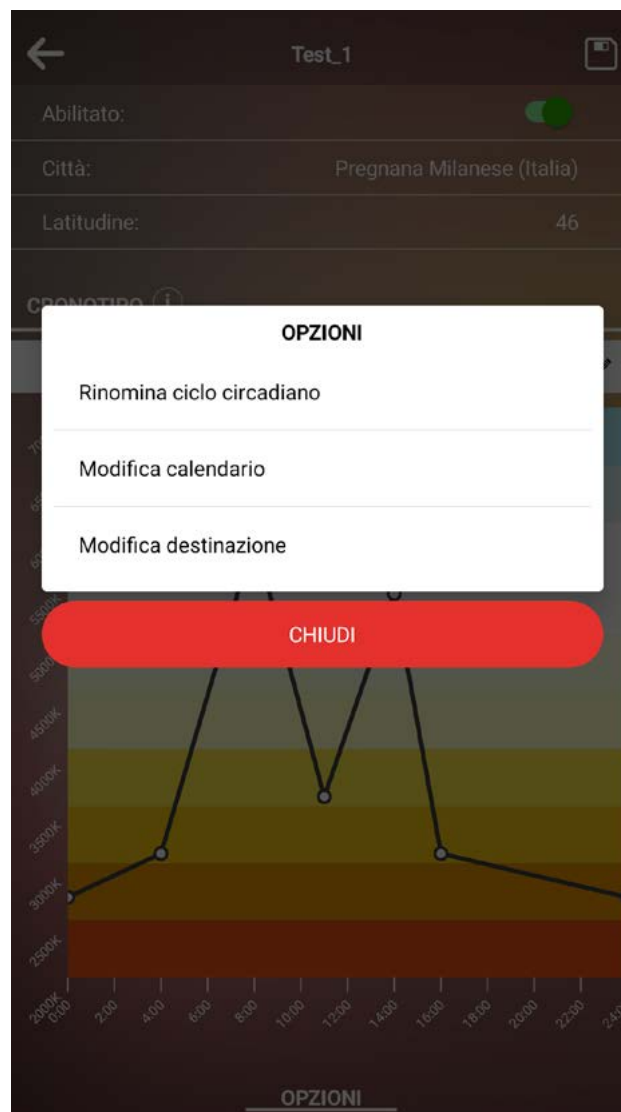 Test_1
Abilitato:
Città: Pregnana Milanese (Italia)
Latitudine: 46
CRONOTIPO i
OPZIONI
Rinomina ciclo circadiano
Modifica calendario
Modifica destinazione
CHIUDI
5500K
5000K
4500K
4000K
3500K
3000K
2500K
2000K
0:00 2:00 4:00 6:00 8:00 10:00 12:00 14:00 16:00 18:00 20:00 22:00
OPZIONI